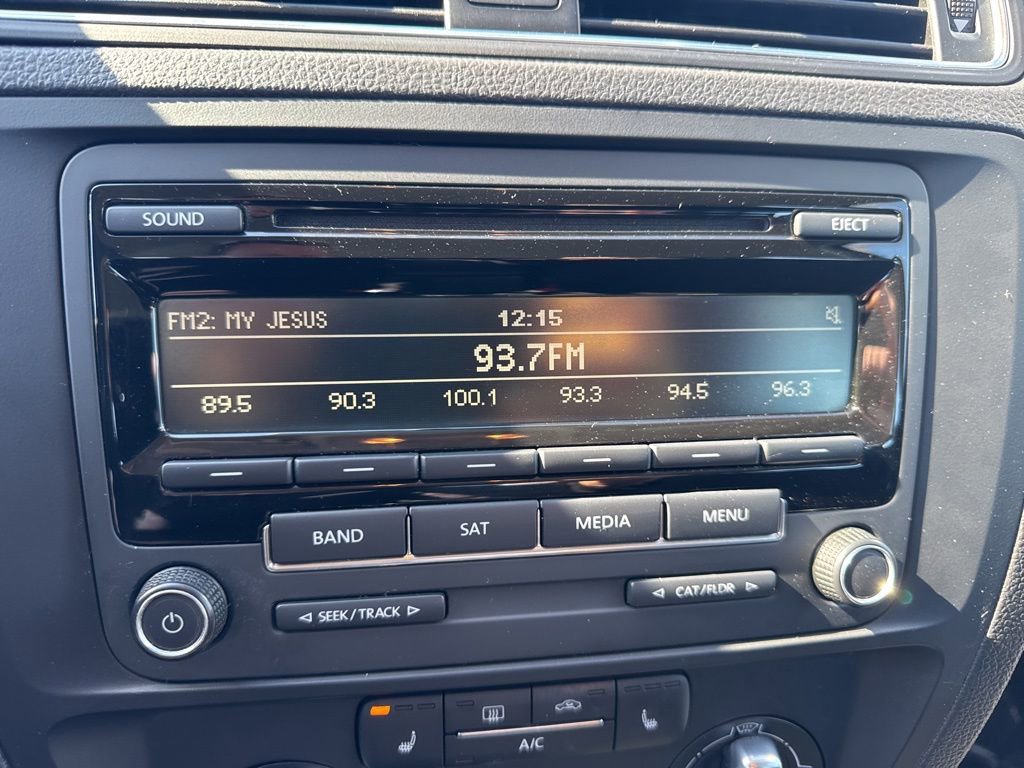 SOUND EJECT
FM2: MY JESUS 12:15
93.7FM
89.5 90.3 100.1 93.3 94.5 96.3
BAND SAT MEDIA MENU
◁ SEEK/TRACK ▷ ◁ CAT/FLDR ▷
A/C